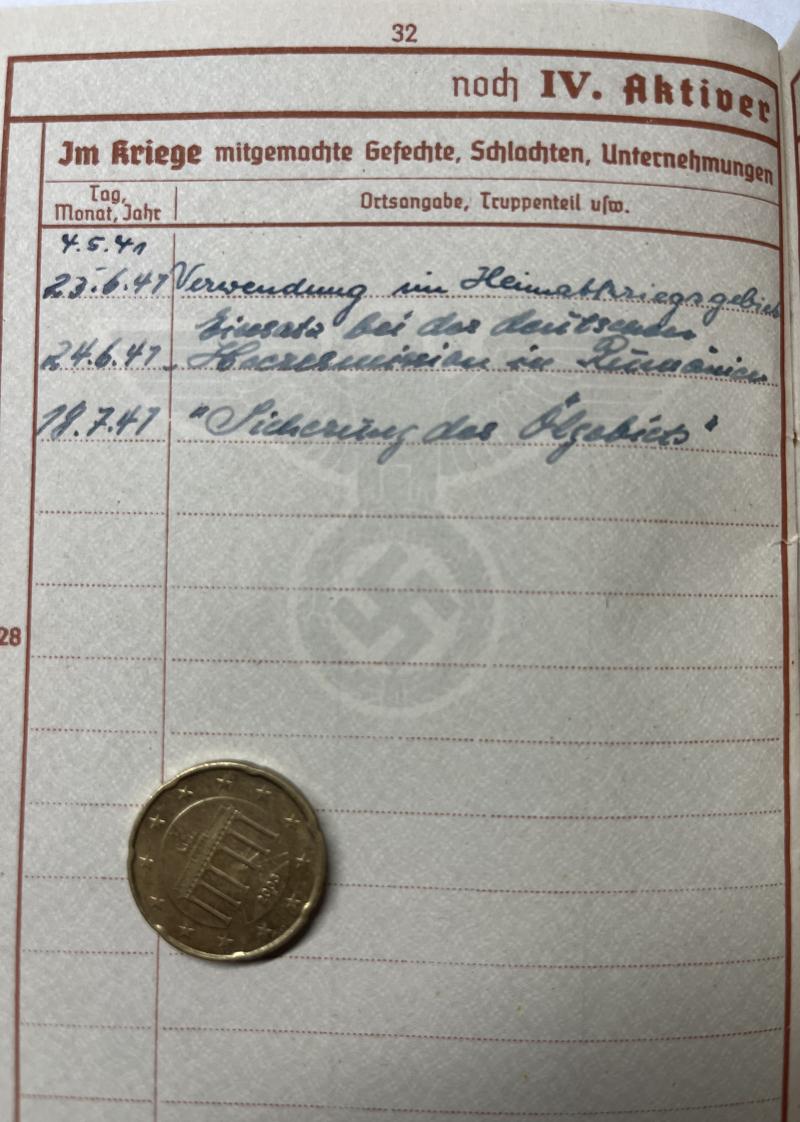 32
noch IV. Aktiver
Im Kriege mitgemachte Gefechte, Schlachten, Unternehmungen
Tag,
Monat, Jahr
Ortsangabe, Truppenteil usw.
4.5.41
23.6.41 Verwendung im Heimatkriegsgebiet
Einsatz bei der deutschen
24.6.41 Heeresmission in Rumänien
18.7.41 "Sicherung des Ölgebiets"
28